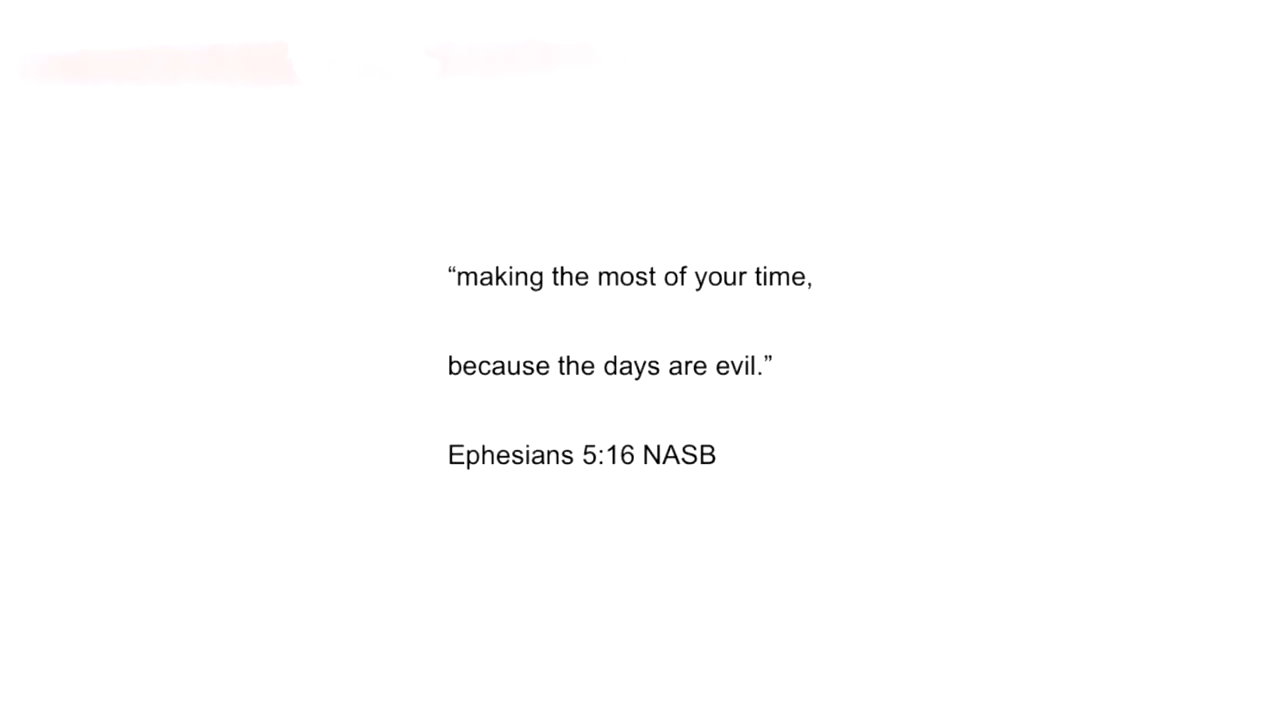 “making the most of your time,
because the days are evil.”
Ephesians 5:16 NASB